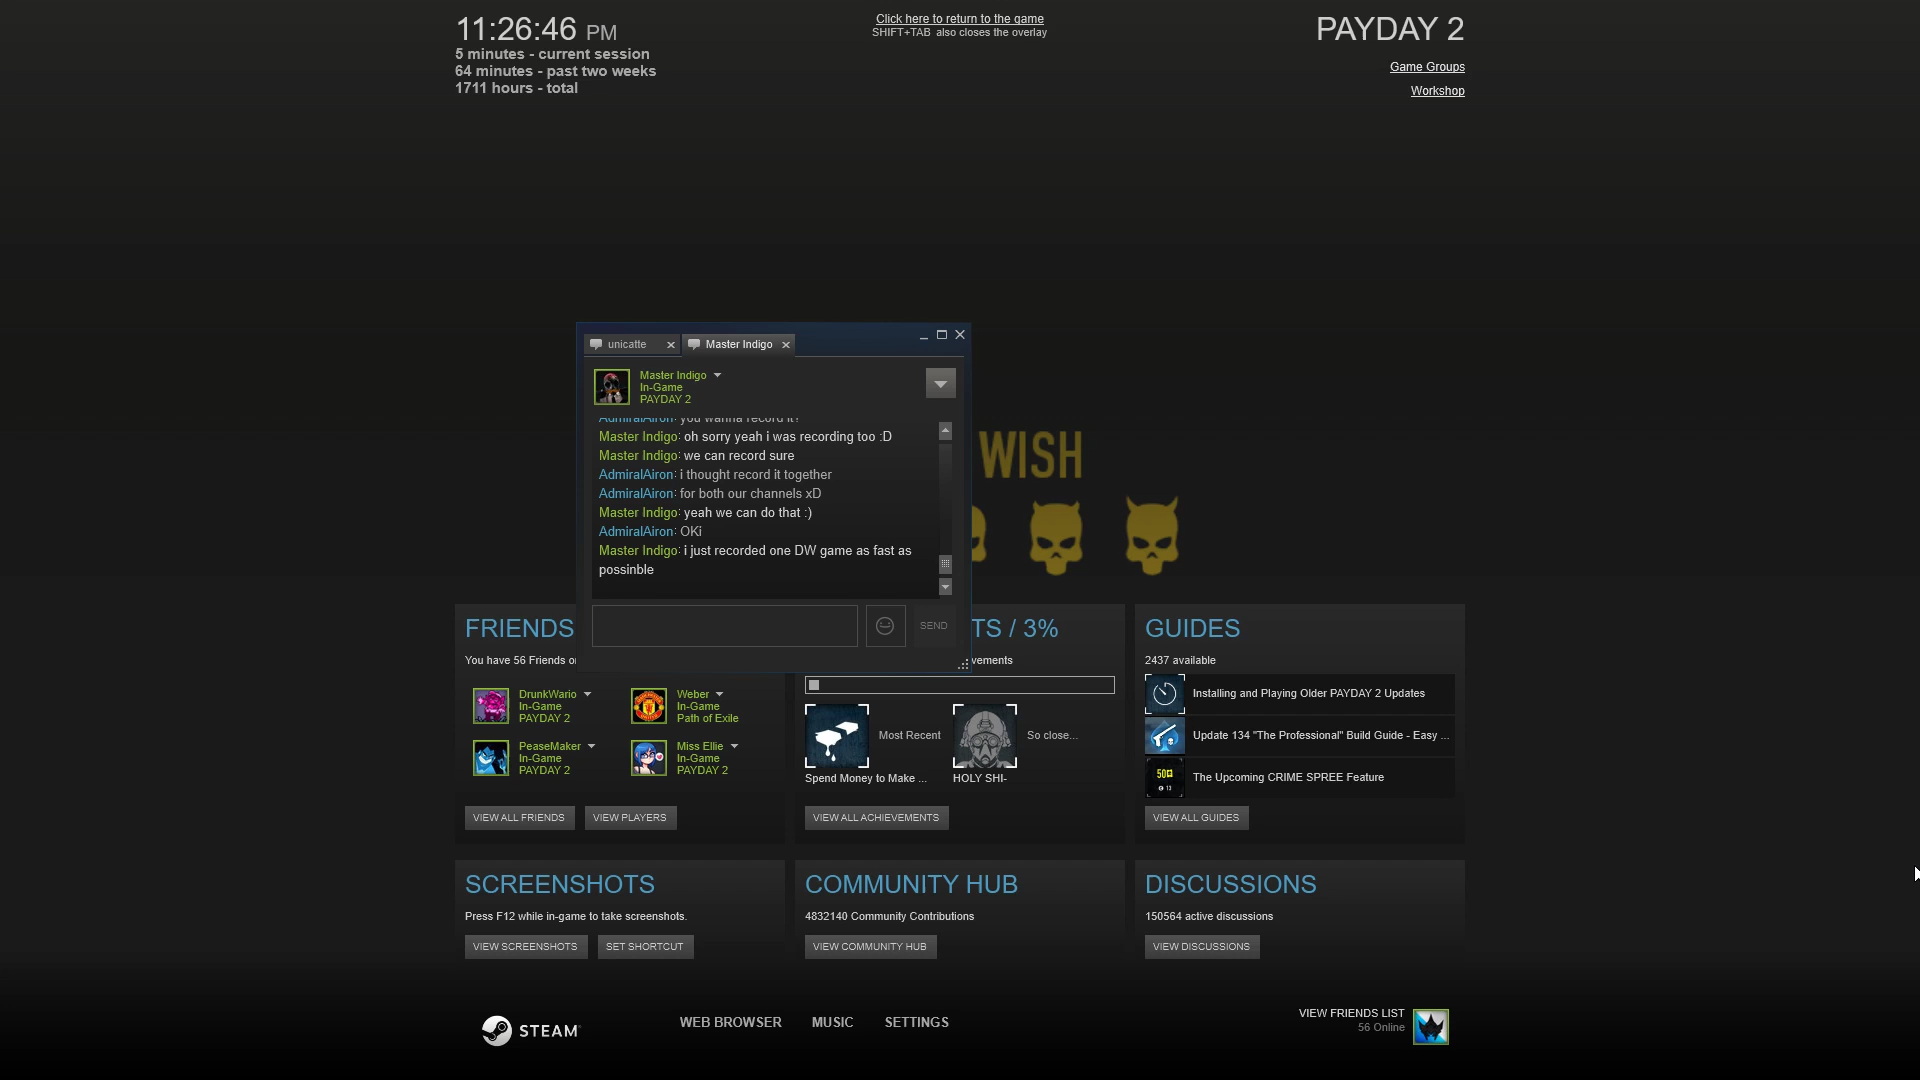 11:26:46 PM
5 minutes - current session
64 minutes - past two weeks
1711 hours - total
Click here to return to the game
SHIFT+TAB also closes the overlay
PAYDAY 2
Game Groups
Workshop
unicatte
Master Indigo
Master Indigo
In-Game
PAYDAY 2
AdmiralAiron: you wanna record it?
Master Indigo: oh sorry yeah i was recording too :D
Master Indigo: we can record sure
AdmiralAiron: i thought record it together
AdmiralAiron: for both our channels xD
Master Indigo: yeah we can do that :)
AdmiralAiron: OKi
Master Indigo: i just recorded one DW game as fast as
possinble
SEND
WISH
FRIENDS
You have 56 Friends
DrunkWario
In-Game
PAYDAY 2
Weber
In-Game
Path of Exile
PeaseMaker
In-Game
PAYDAY 2
Miss Ellie
In-Game
PAYDAY 2
VIEW ALL FRIENDS
VIEW PLAYERS
TS / 3%
vements
Most Recent
Spend Money to Make ...
So close...
HOLY SHI-
VIEW ALL ACHIEVEMENTS
GUIDES
2437 available
Installing and Playing Older PAYDAY 2 Updates
Update 134 "The Professional" Build Guide - Easy ...
50
13
The Upcoming CRIME SPREE Feature
VIEW ALL GUIDES
SCREENSHOTS
Press F12 while in-game to take screenshots.
VIEW SCREENSHOTS
SET SHORTCUT
COMMUNITY HUB
4832140 Community Contributions
VIEW COMMUNITY HUB
DISCUSSIONS
150564 active discussions
VIEW DISCUSSIONS
STEAM
WEB BROWSER
MUSIC
SETTINGS
VIEW FRIENDS LIST
56 Online